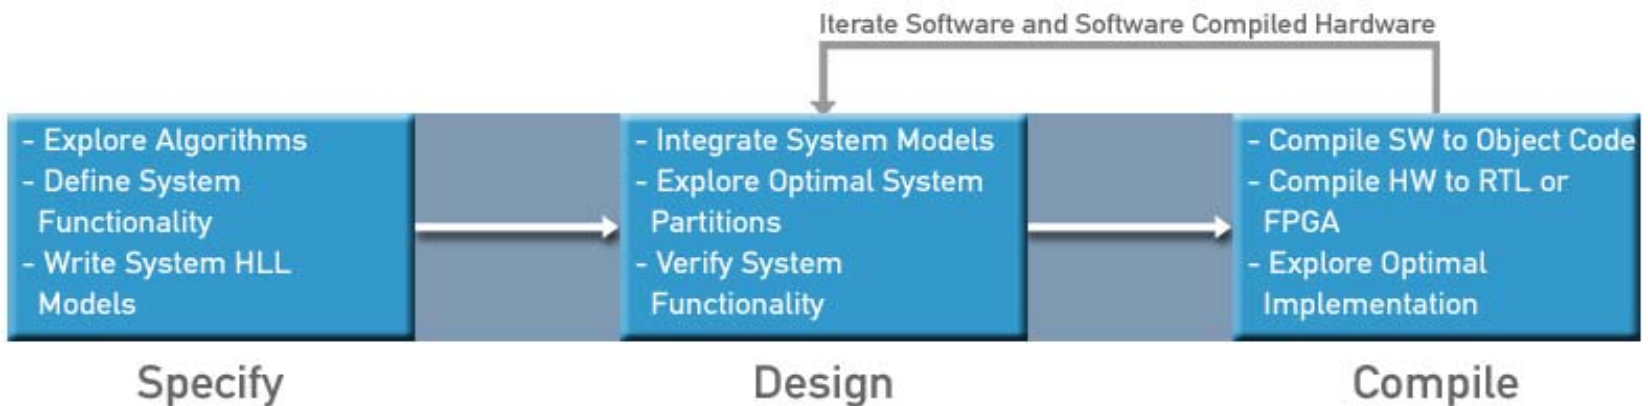 Iterate Software and Software Compiled Hardware
- Explore Algorithms
- Define System
Functionality
- Write System HLL
Models
- Integrate System Models
- Explore Optimal System
Partitions
- Verify System
Functionality
- Compile SW to Object Code
- Compile HW to RTL or
FPGA
- Explore Optimal
Implementation
Specify
Design
Compile